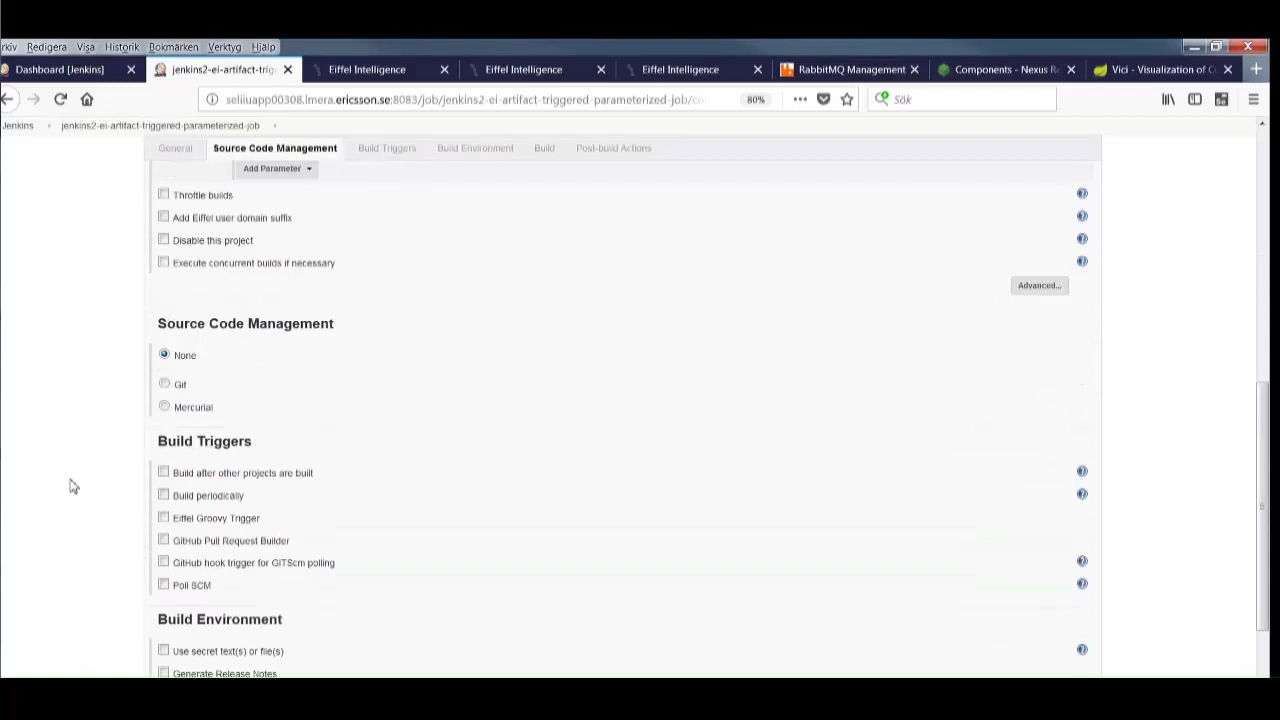 rkiv Redigera Visa Historik Bokmärken Verktyg Hjälp
Dashboard [Jenkins]
jenkins2-ei-artifact-trig
Eiffel Intelligence
Eiffel Intelligence
Eiffel Intelligence
RabbitMQ Management
Components - Nexus Re
Vici - Visualization of C
seliiuapp00308.lmera.ericsson.se:8083/job/jenkins2-ei-artifact-triggered-parameterized-job/co
80%
Sök
Jenkins
jenkins2-ei-artifact-triggered-parameterized-job
General
Source Code Management
Build Triggers
Build Environment
Build
Post-build Actions
Add Parameter
Throttle builds
Add Eiffel user domain suffix
Disable this project
Execute concurrent builds if necessary
Advanced...
Source Code Management
None
Git
Mercurial
Build Triggers
Build after other projects are built
Build periodically
Eiffel Groovy Trigger
GitHub Pull Request Builder
GitHub hook trigger for GITScm polling
Poll SCM
Build Environment
Use secret text(s) or file(s)
Generate Release Notes